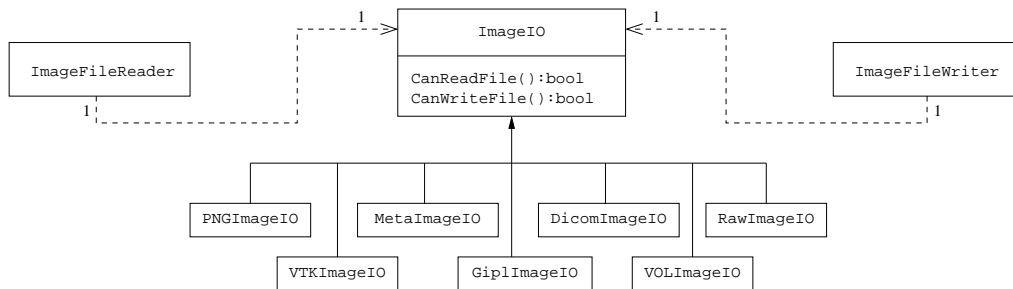 1
ImageIO
1
ImageFileReader
CanReadFile():bool
CanWriteFile():bool
ImageFileWriter
1
1
PNGImageIO
MetaImageIO
DicomImageIO
RawImageIO
VTKImageIO
GiplImageIO
VOLImageIO